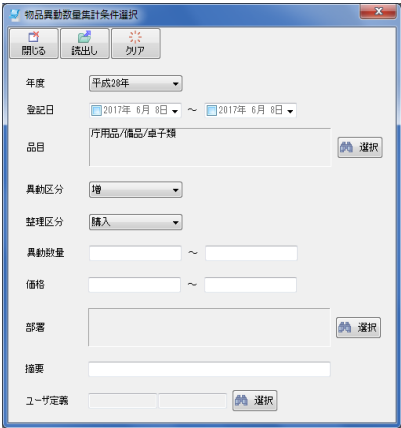 物品異動数量集計条件選択
閉じる 読出し クリア
年度 平成28年
登記日 2017年 6月 8日 ～ 2017年 6月 8日
品目 庁用品/備品/卓子類 選択
異動区分 増
整理区分 購入
異動数量 ～
価格 ～
部署 選択
摘要
ユーザ定義 選択